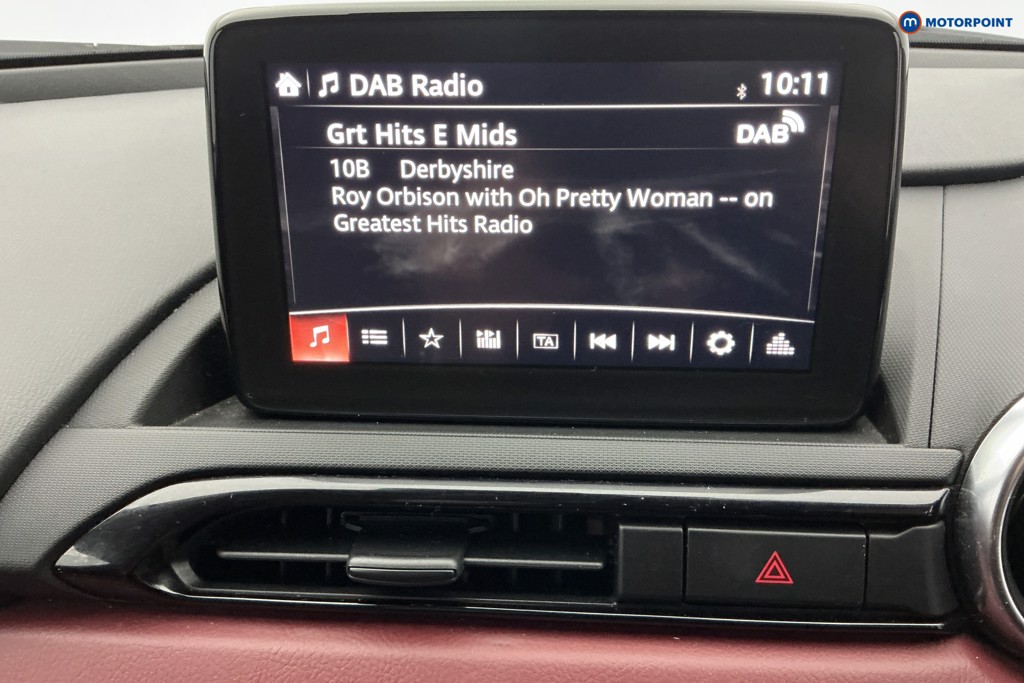 MOTORPOINT
DAB Radio 10:11
Grt Hits E Mids DAB
10B Derbyshire
Roy Orbison with Oh Pretty Woman -- on
Greatest Hits Radio
TA